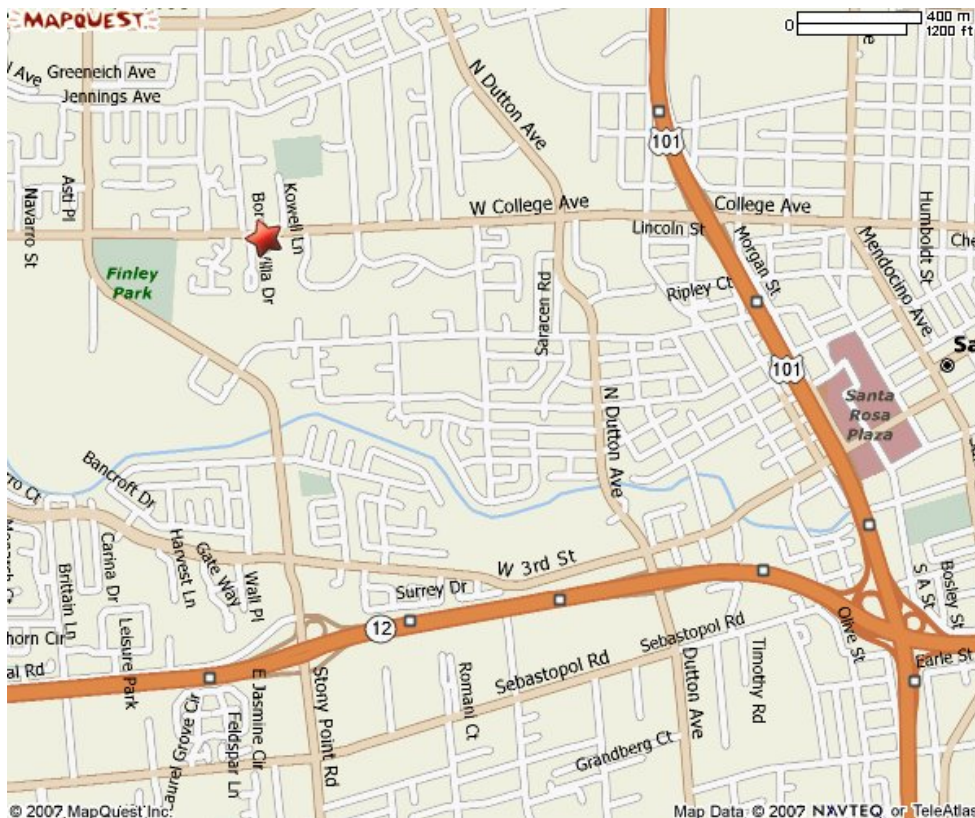 MAPQUEST
0 400 m
1200 ft
Greeneich Ave
Jennings Ave
N Dutton Ave
101
Asti Pl
Navarro St
Kowell Ln
W College Ave
College Ave
Lincoln St
Humboldt St
Morgan St
Mendocino Ave
Finley
Park
Villa Dr
Saracen Rd
Ripley Ct
101
Santa
Rosa
Plaza
N Dutton Ave
Bancroft Dr
Carina Dr
Harvest Ln
Gate Way
Wall Pl
Brittain Ln
Leisure Park
W 3rd St
Surrey Dr
12
S A St
Bosley St
Olive St
Earle St
Sebastopol Rd
Sebastopol Rd
Timothy Rd
Dutton Ave
Romani Ct
E Jasmine Cir
Stony Point Rd
Feldspar Ln
Grandberg Ct
© 2007 MapQuest Inc.
Map Data © 2007 NAVTEQ or TeleAtlas